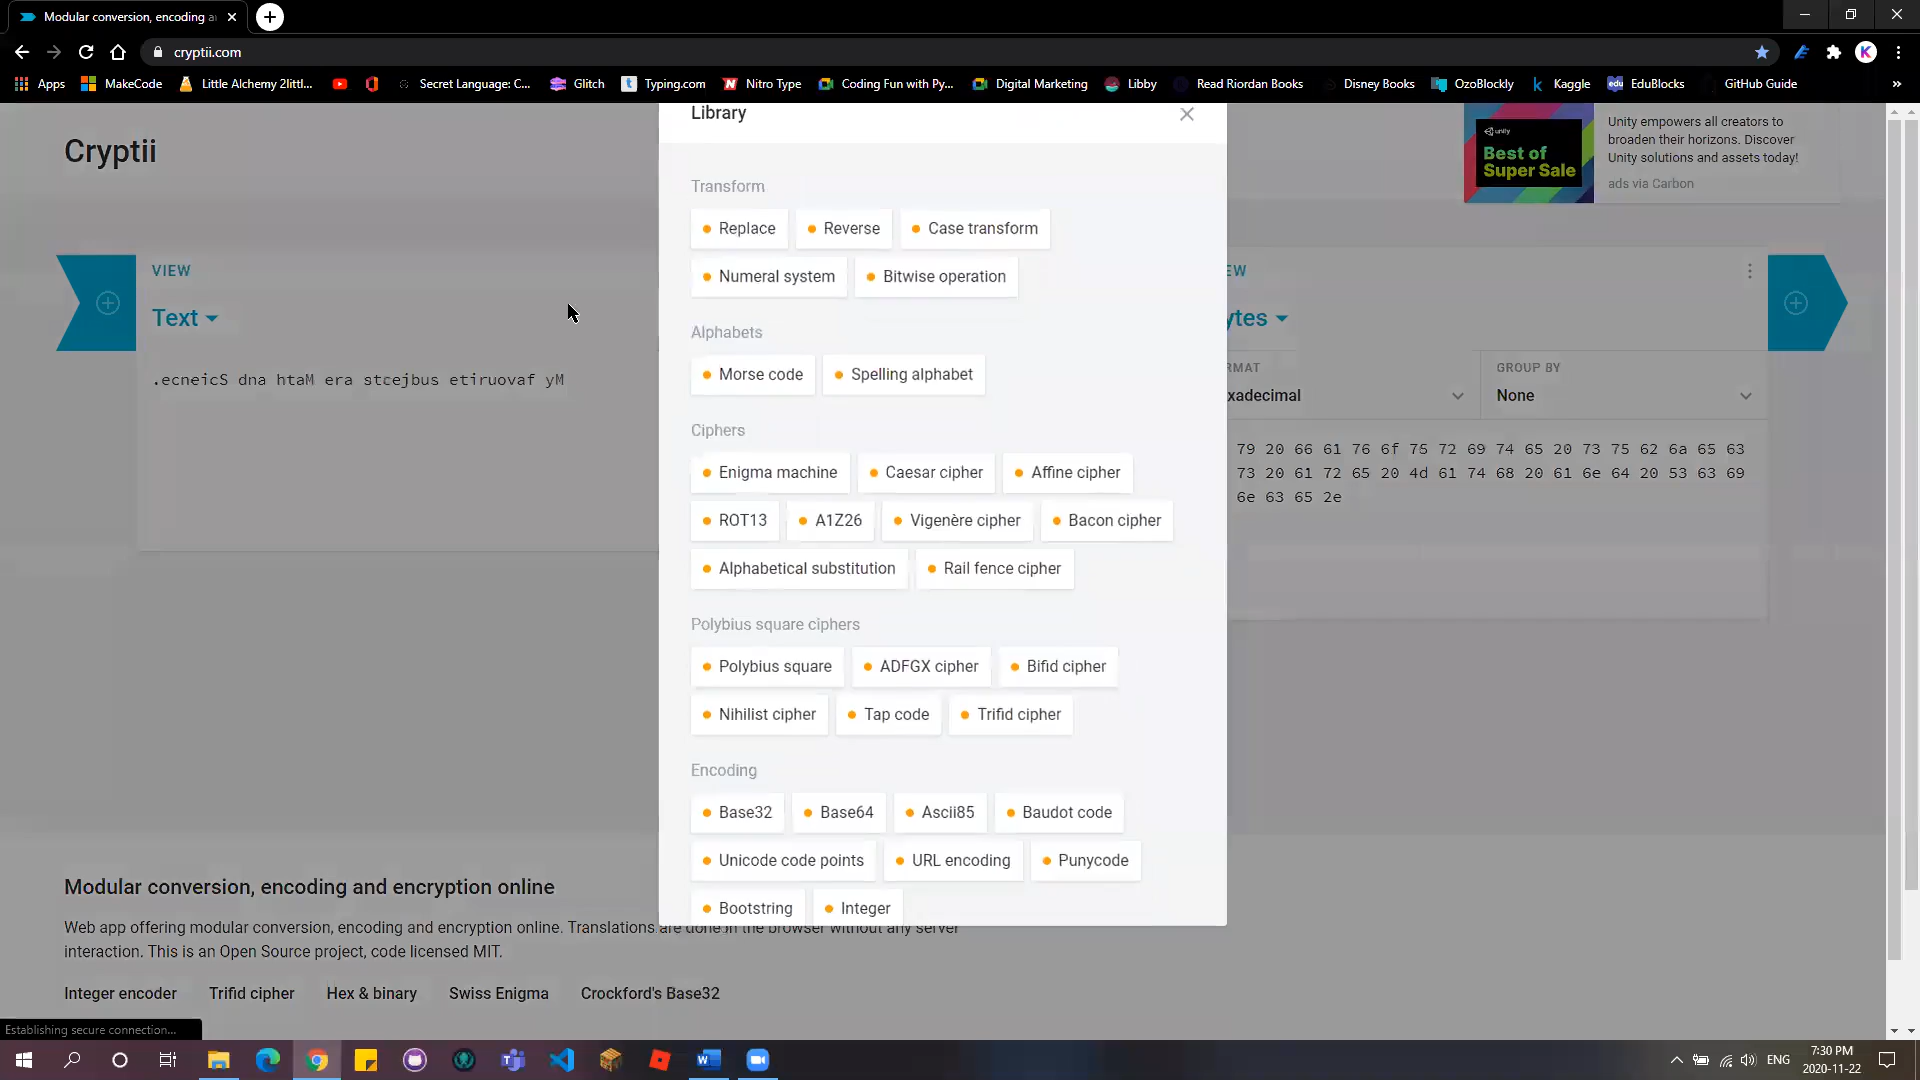 Modular conversion, encoding a
cryptii.com
Apps MakeCode Little Alchemy 2littl... Secret Language: C... Glitch Typing.com Nitro Type Coding Fun with Py... Digital Marketing Libby Read Riordan Books Disney Books OzoBlockly Kaggle EduBlocks GitHub Guide »
Library
Cryptii
Unity empowers all creators to
broaden their horizons. Discover
Unity solutions and assets today!
ads via Carbon
unity
Best of
Super Sale
Transform
Replace Reverse Case transform
Numeral system Bitwise operation
VIEW
Text
.ecneicS dna htaM era stcejbus etiruovaf yM
Alphabets
Morse code Spelling alphabet
Ciphers
Enigma machine Caesar cipher Affine cipher
ROT13 A1Z26 Vigenère cipher Bacon cipher
Alphabetical substitution Rail fence cipher
Polybius square ciphers
Polybius square ADFGX cipher Bifid cipher
Nihilist cipher Tap code Trifid cipher
Encoding
Base32 Base64 Ascii85 Baudot code
Unicode code points URL encoding Punycode
Bootstring Integer
EW
ytes
RMAT GROUP BY
xadecimal None
79 20 66 61 76 6f 75 72 69 74 65 20 73 75 62 6a 65 63
73 20 61 72 65 20 4d 61 74 68 20 61 6e 64 20 53 63 69
6e 63 65 2e
Modular conversion, encoding and encryption online
Web app offering modular conversion, encoding and encryption online. Translations are done in the browser without any server
interaction. This is an Open Source project, code licensed MIT.
Integer encoder Trifid cipher Hex & binary Swiss Enigma Crockford's Base32
Establishing secure connection...
ENG
7:30 PM
2020-11-22